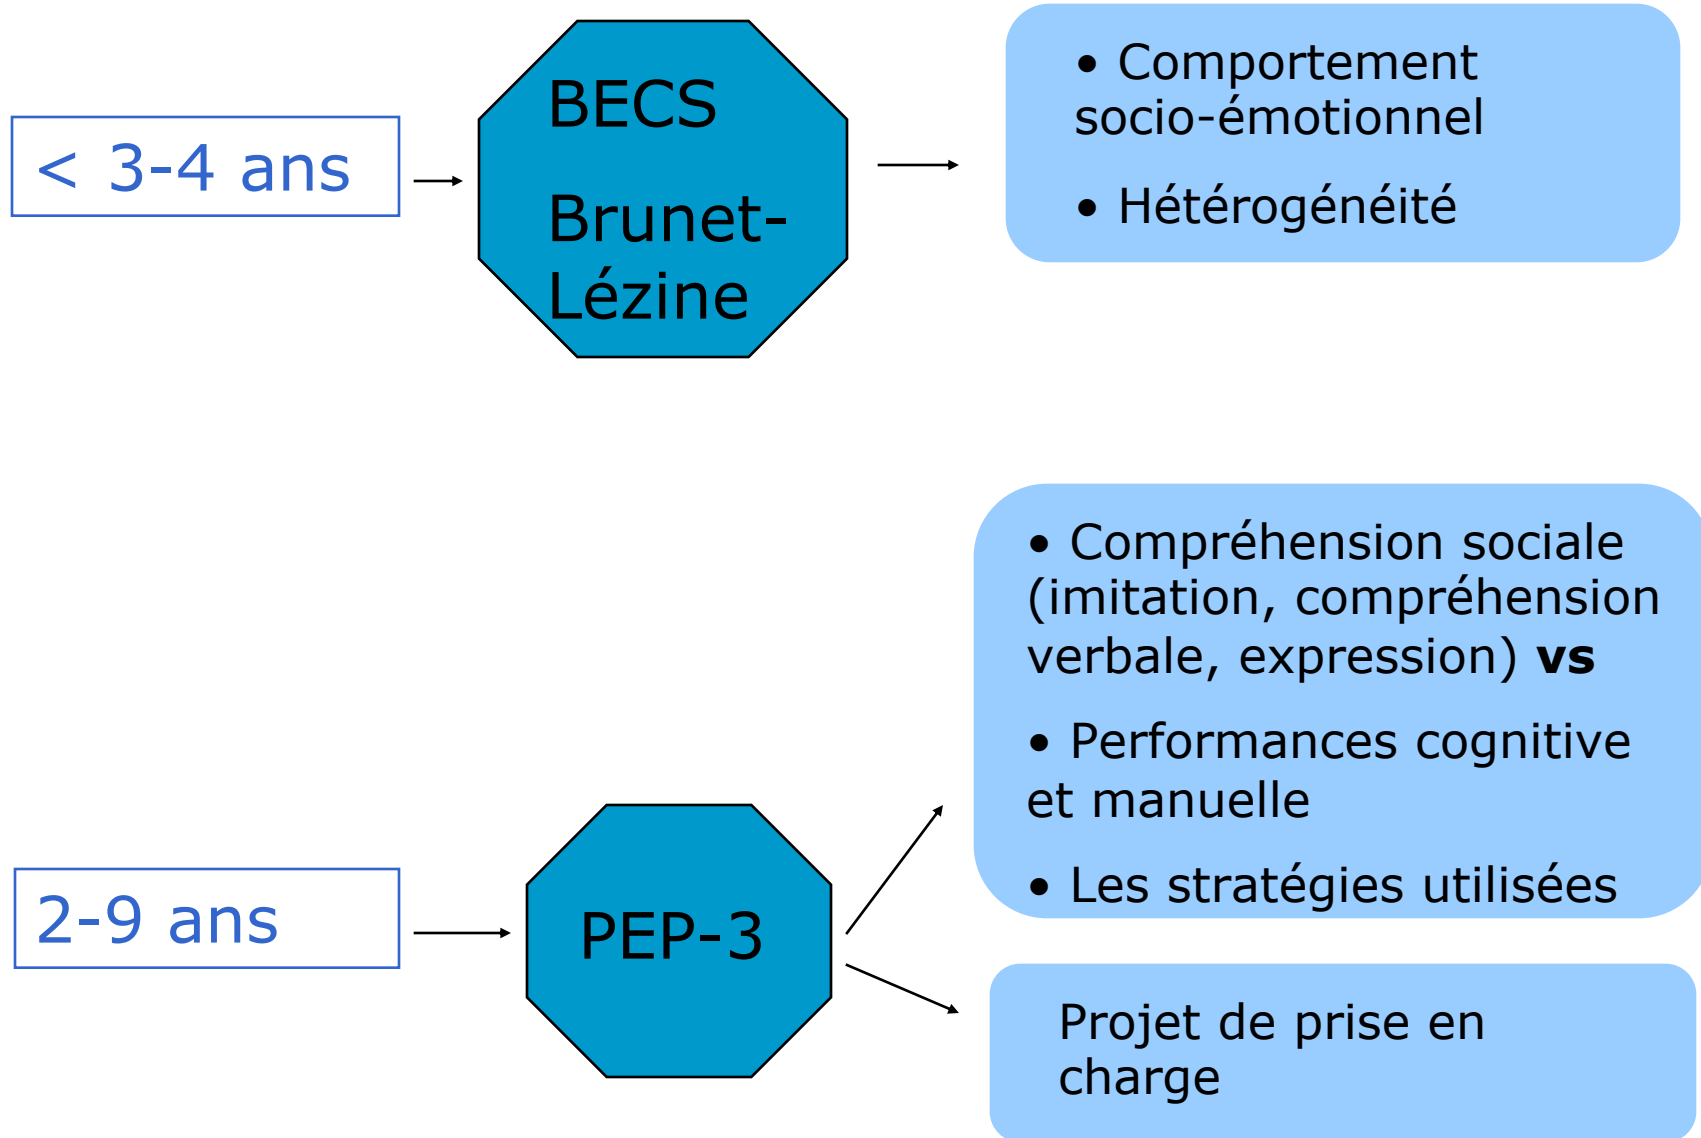 < 3-4 ans
BECS
Brunet-
Lézine
• Comportement
socio-émotionnel
• Hétérogénéité
2-9 ans
PEP-3
• Compréhension sociale
(imitation, compréhension
verbale, expression) vs
• Performances cognitive
et manuelle
• Les stratégies utilisées
Projet de prise en
charge